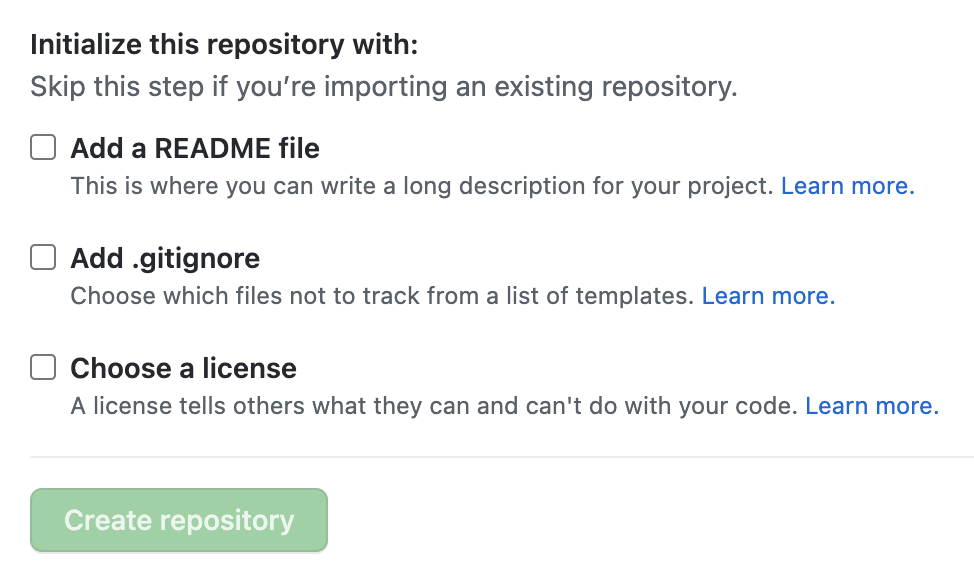 Initialize this repository with:
Skip this step if you’re importing an existing repository.
Add a README file
This is where you can write a long description for your project. Learn more.
Add .gitignore
Choose which files not to track from a list of templates. Learn more.
Choose a license
A license tells others what they can and can't do with your code. Learn more.
Create repository